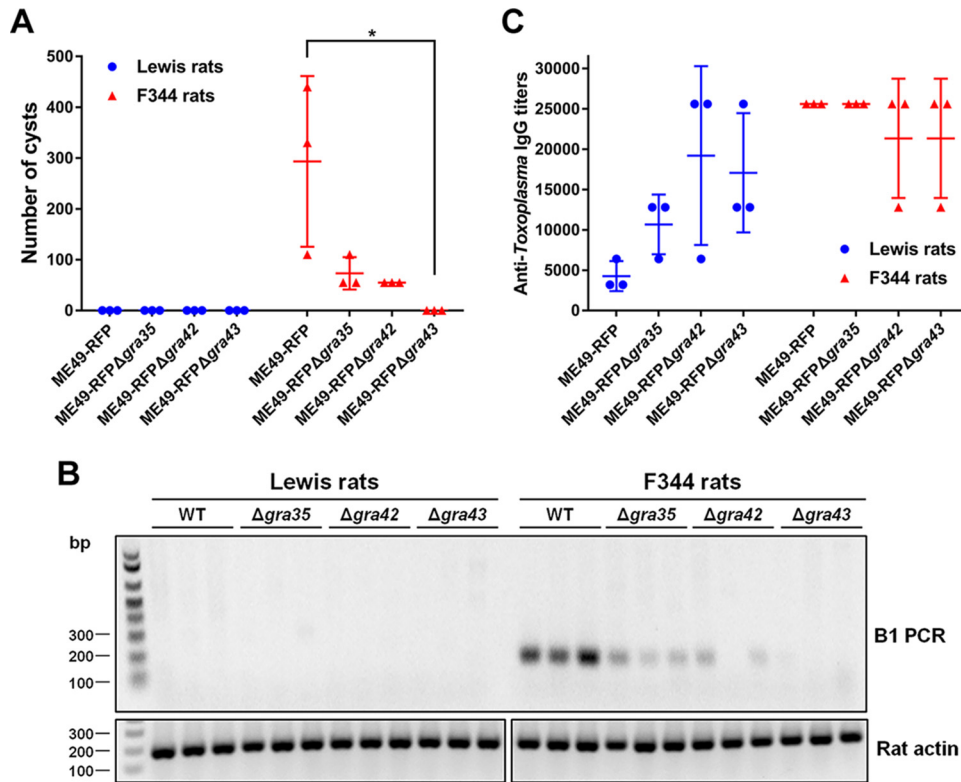 A
*
500
400
300
200
100
0
Number of cysts
Lewis rats
F344 rats
ME49-RFP
ME49-RFPΔgra35
ME49-RFPΔgra42
ME49-RFPΔgra43
ME49-RFP
ME49-RFPΔgra35
ME49-RFPΔgra42
ME49-RFPΔgra43
C
30000
25000
20000
15000
10000
5000
0
Anti-Toxoplasma IgG titers
Lewis rats
F344 rats
ME49-RFP
ME49-RFPΔgra35
ME49-RFPΔgra42
ME49-RFPΔgra43
ME49-RFP
ME49-RFPΔgra35
ME49-RFPΔgra42
ME49-RFPΔgra43
B
Lewis rats F344 rats
WT Δgra35 Δgra42 Δgra43 WT Δgra35 Δgra42 Δgra43
bp
300
200
100
B1 PCR
300
200
100
Rat actin